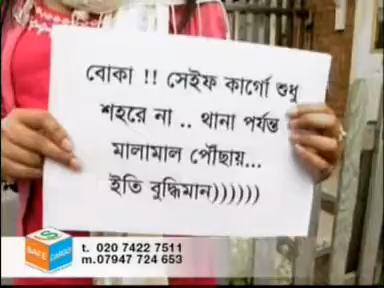 বোকা !! সেইফ কার্গো শুধু
শহরে না .. থানা পর্যন্ত
মালামাল পৌঁছায়...
ইতি বুদ্ধিমান))))))
S
SAFE
CARGO
t. 020 7422 7511
m.07947 724 653